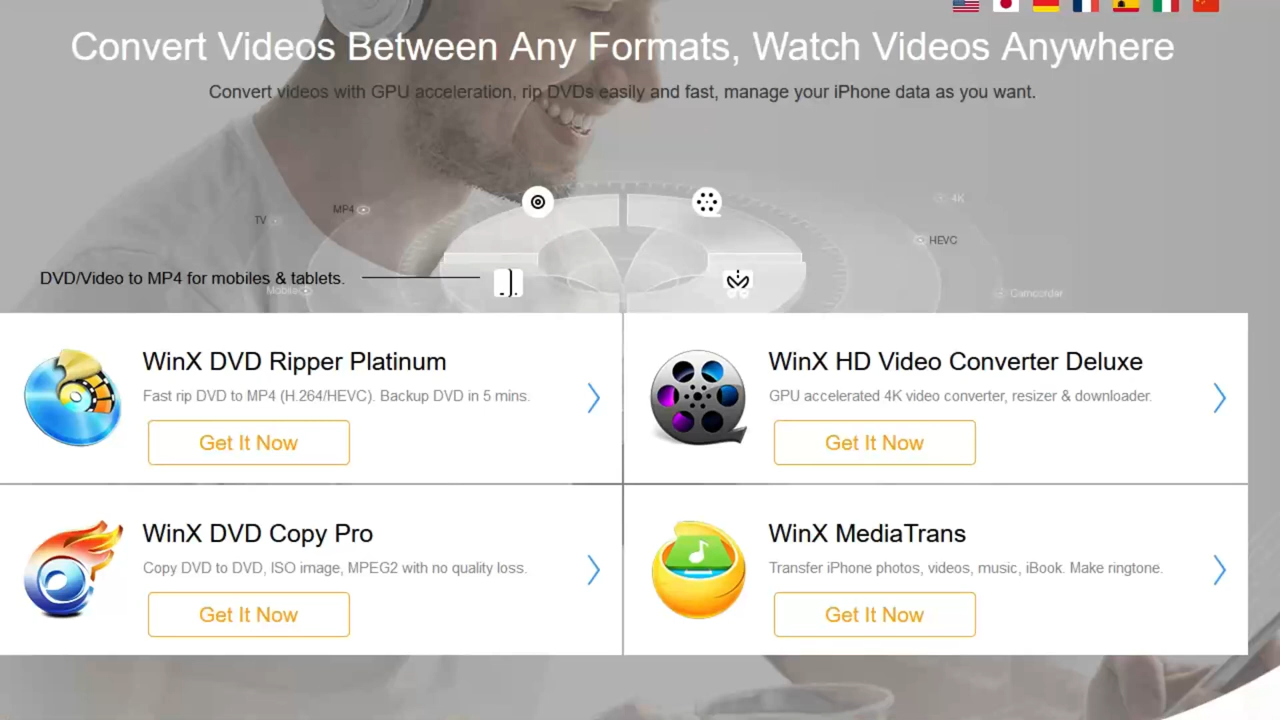 Convert Videos Between Any Formats, Watch Videos Anywhere
Convert videos with GPU acceleration, rip DVDs easily and fast, manage your iPhone data as you want.
4K
MP4
TV
HEVC
DVD/Video to MP4 for mobiles & tablets.
Mobile
Camcorder
WinX DVD Ripper Platinum
Fast rip DVD to MP4 (H.264/HEVC). Backup DVD in 5 mins.
Get It Now
WinX HD Video Converter Deluxe
GPU accelerated 4K video converter, resizer & downloader.
Get It Now
WinX DVD Copy Pro
Copy DVD to DVD, ISO image, MPEG2 with no quality loss.
Get It Now
WinX MediaTrans
Transfer iPhone photos, videos, music, iBook. Make ringtone.
Get It Now